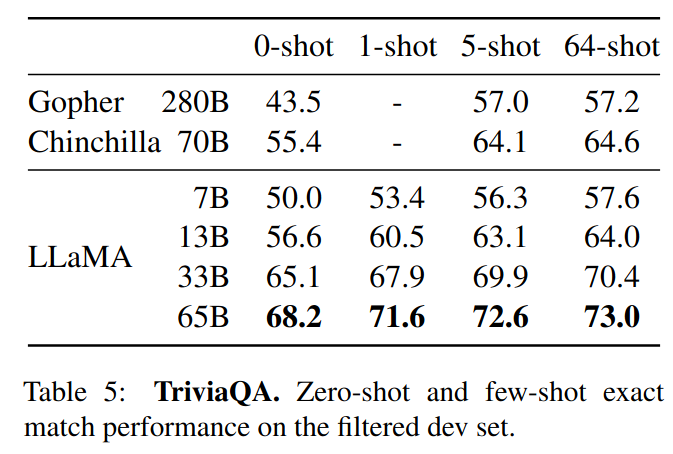 0-shot 1-shot 5-shot 64-shot
Gopher 280B 43.5 - 57.0 57.2
Chinchilla 70B 55.4 - 64.1 64.6
7B 50.0 53.4 56.3 57.6
13B 56.6 60.5 63.1 64.0
LLaMA
33B 65.1 67.9 69.9 70.4
65B 68.2 71.6 72.6 73.0
Table 5: TriviaQA. Zero-shot and few-shot exact
match performance on the filtered dev set.